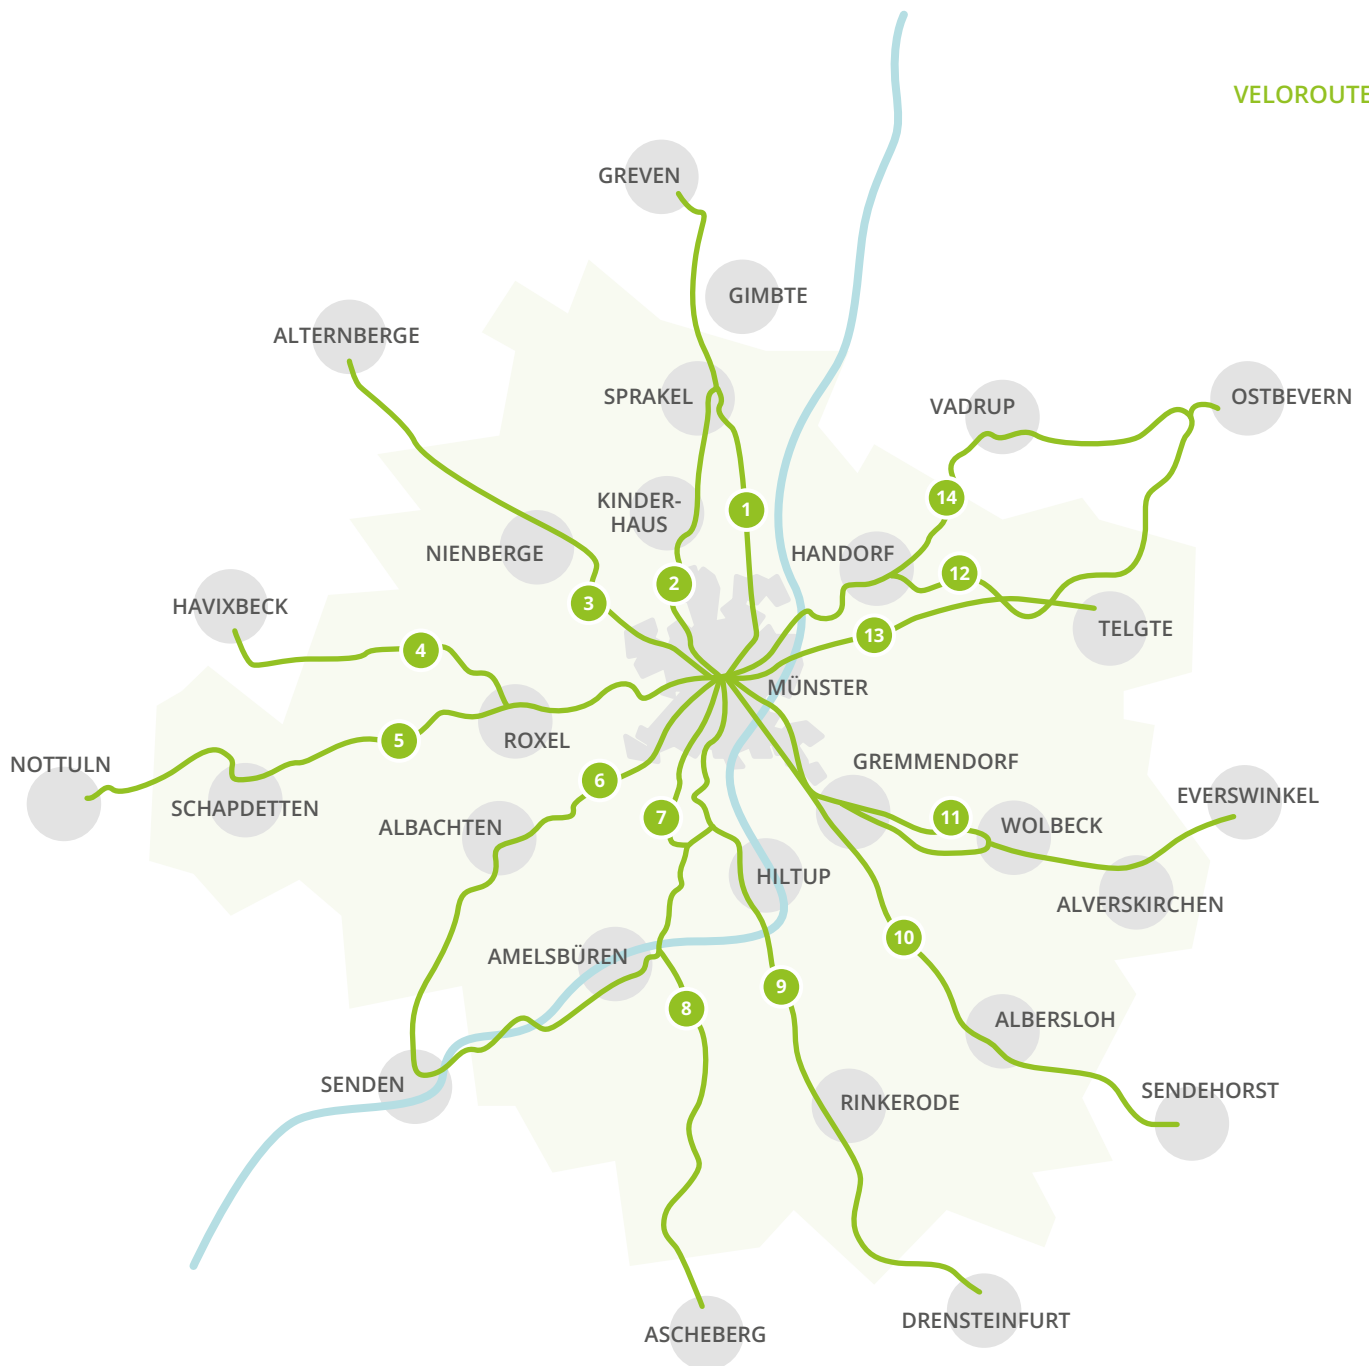 VELOROUTE
GREVEN
GIMBTE
ALTERNBERGE
SPRAKEL
VADRUP
OSTBEVERN
KINDER-
HAUS
1
14
NIENBERGE
HANDORF
12
2
HAVIXBECK
3
13
TELGTE
4
MÜNSTER
ROXEL
5
NOTTULN
GREMMENDORF
6
SCHAPDETTEN
EVERSWINKEL
ALBACHTEN
7
11
WOLBECK
HILTUP
ALVERSKIRCHEN
10
AMELSBÜREN
9
8
ALBERSLOH
SENDEN
SENDEHORST
RINKERODE
DRENSTEINFURT
ASCHEBERG